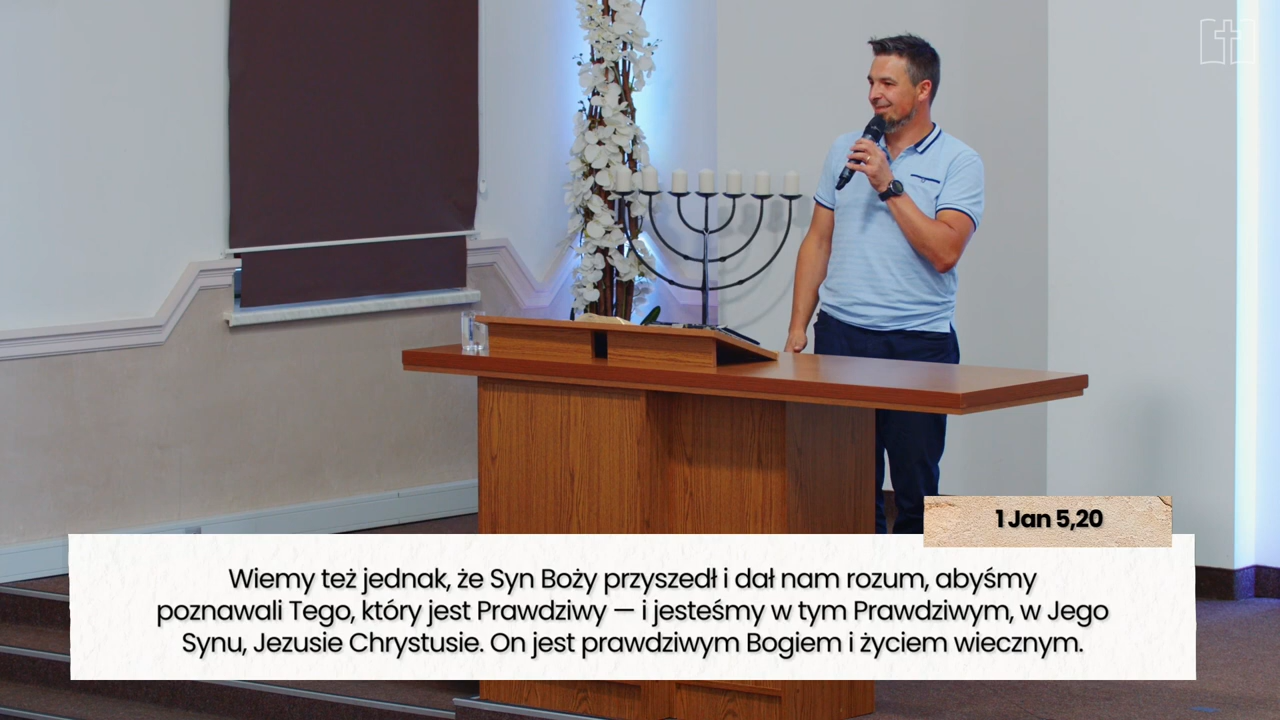 1 Jan 5,20
Wiemy też jednak, że Syn Boży przyszedł i dał nam rozum, abyśmy
poznawali Tego, który jest Prawdziwy — i jesteśmy w tym Prawdziwym, w Jego
Synu, Jezusie Chrystusie. On jest prawdziwym Bogiem i życiem wiecznym.